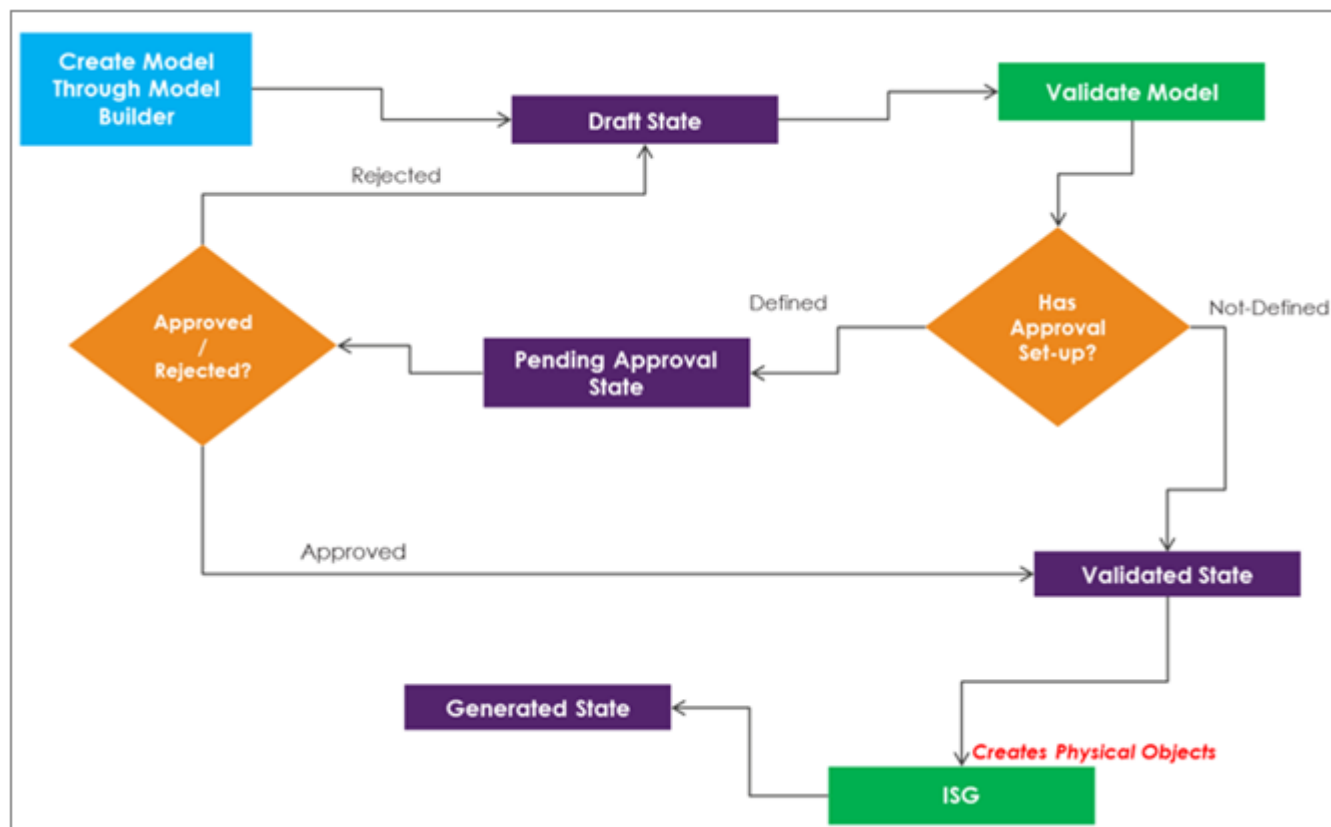 Create Model
Through Model
Builder
Draft State
Validate Model
Rejected
Defined
Has
Approval
Set-up?
Not-Defined
Approved
/
Rejected?
Pending Approval
State
Approved
Validated State
Generated State
Creates Physical Objects
ISG